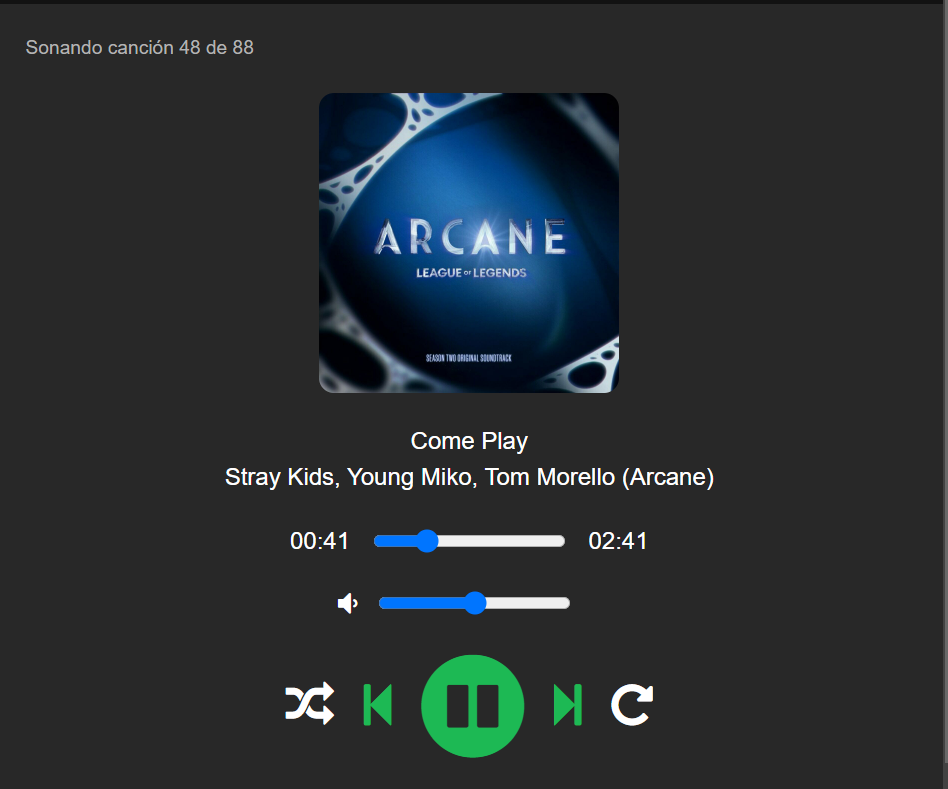 Sonando canción 48 de 88
ARCANE
LEAGUE OF LEGENDS
SEASON TWO ORIGINAL SOUNDTRACK
Come Play
Stray Kids, Young Miko, Tom Morello (Arcane)
00:41 02:41